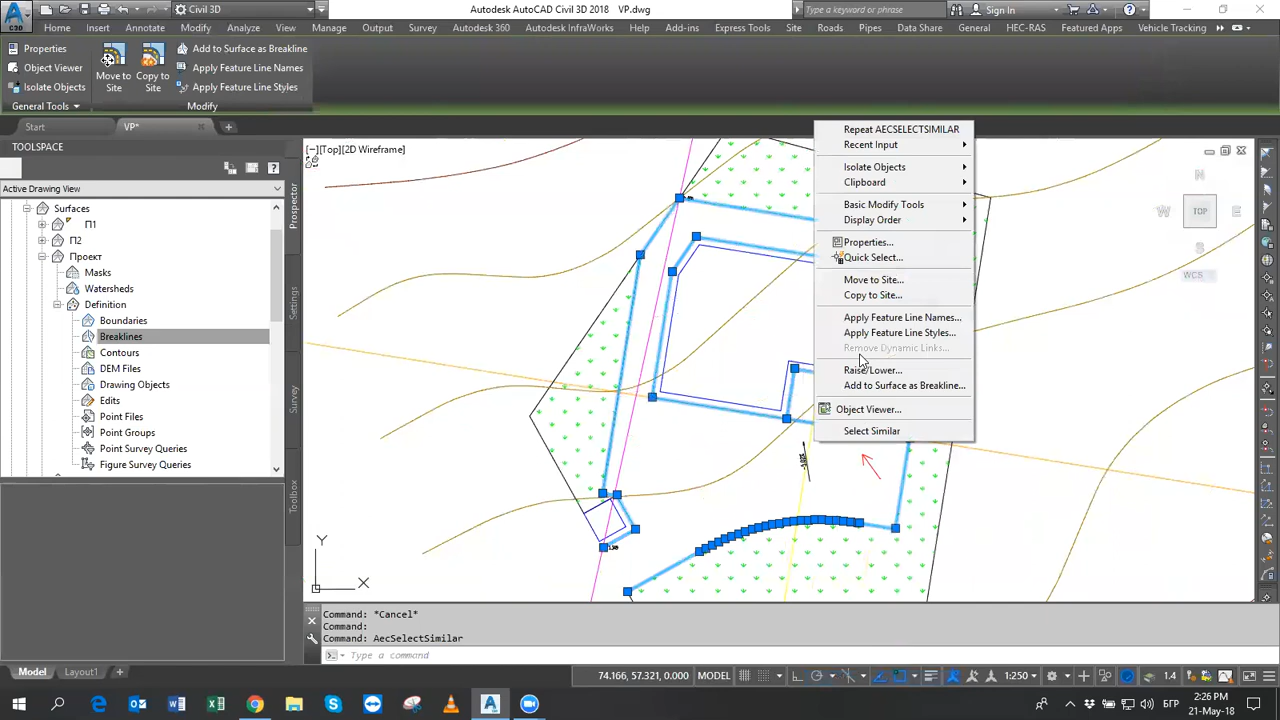 C3D
Civil 3D
Autodesk AutoCAD Civil 3D 2018 VP.dwg
Type a keyword or phrase
Sign In
Home Insert Annotate Modify Analyze View Manage Output Survey Autodesk 360 Autodesk InfraWorks Help Add-ins Express Tools Site Roads Pipes Data Share General HEC-RAS Featured Apps Vehicle Tracking
Properties
Object Viewer
Isolate Objects
General Tools
Move to Site
Copy to Site
Add to Surface as Breakline
Apply Feature Line Names
Apply Feature Line Styles
Modify
Start VP*
TOOLSPACE
Active Drawing View
Surfaces
П1
П2
Проект
Masks
Watersheds
Definition
Boundaries
Breaklines
Contours
DEM Files
Drawing Objects
Edits
Point Files
Point Groups
Point Survey Queries
Figure Survey Queries
Prospector
Settings
Survey
Toolbox
[−][Top][2D Wireframe]
Repeat AECSELECTSIMILAR
Recent Input
Isolate Objects
Clipboard
Basic Modify Tools
Display Order
Properties...
Quick Select...
Move to Site...
Copy to Site...
Apply Feature Line Names...
Apply Feature Line Styles...
Remove Dynamic Links...
Raise/Lower...
Add to Surface as Breakline...
Object Viewer...
Select Similar
N
W TOP E
S
WCS
Y
X
Command: *Cancel*
Command:
Command: AecSelectSimilar
Type a command
Model Layout1
74.166, 57.321, 0.000 MODEL
1:250
1.4
БГР
2:26 PM
21-May-18